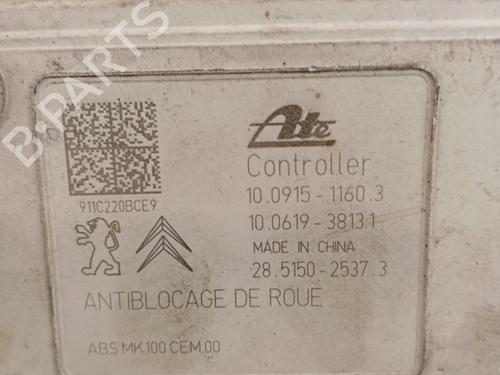 B-PARTS
Ate
Controller
911C220BCE9
10.0915-1160.3
10.0619-3813.1
MADE IN CHINA
28.5150-2537.3
ANTIBLOCAGE DE ROUE
ABS MK100 CEM 00